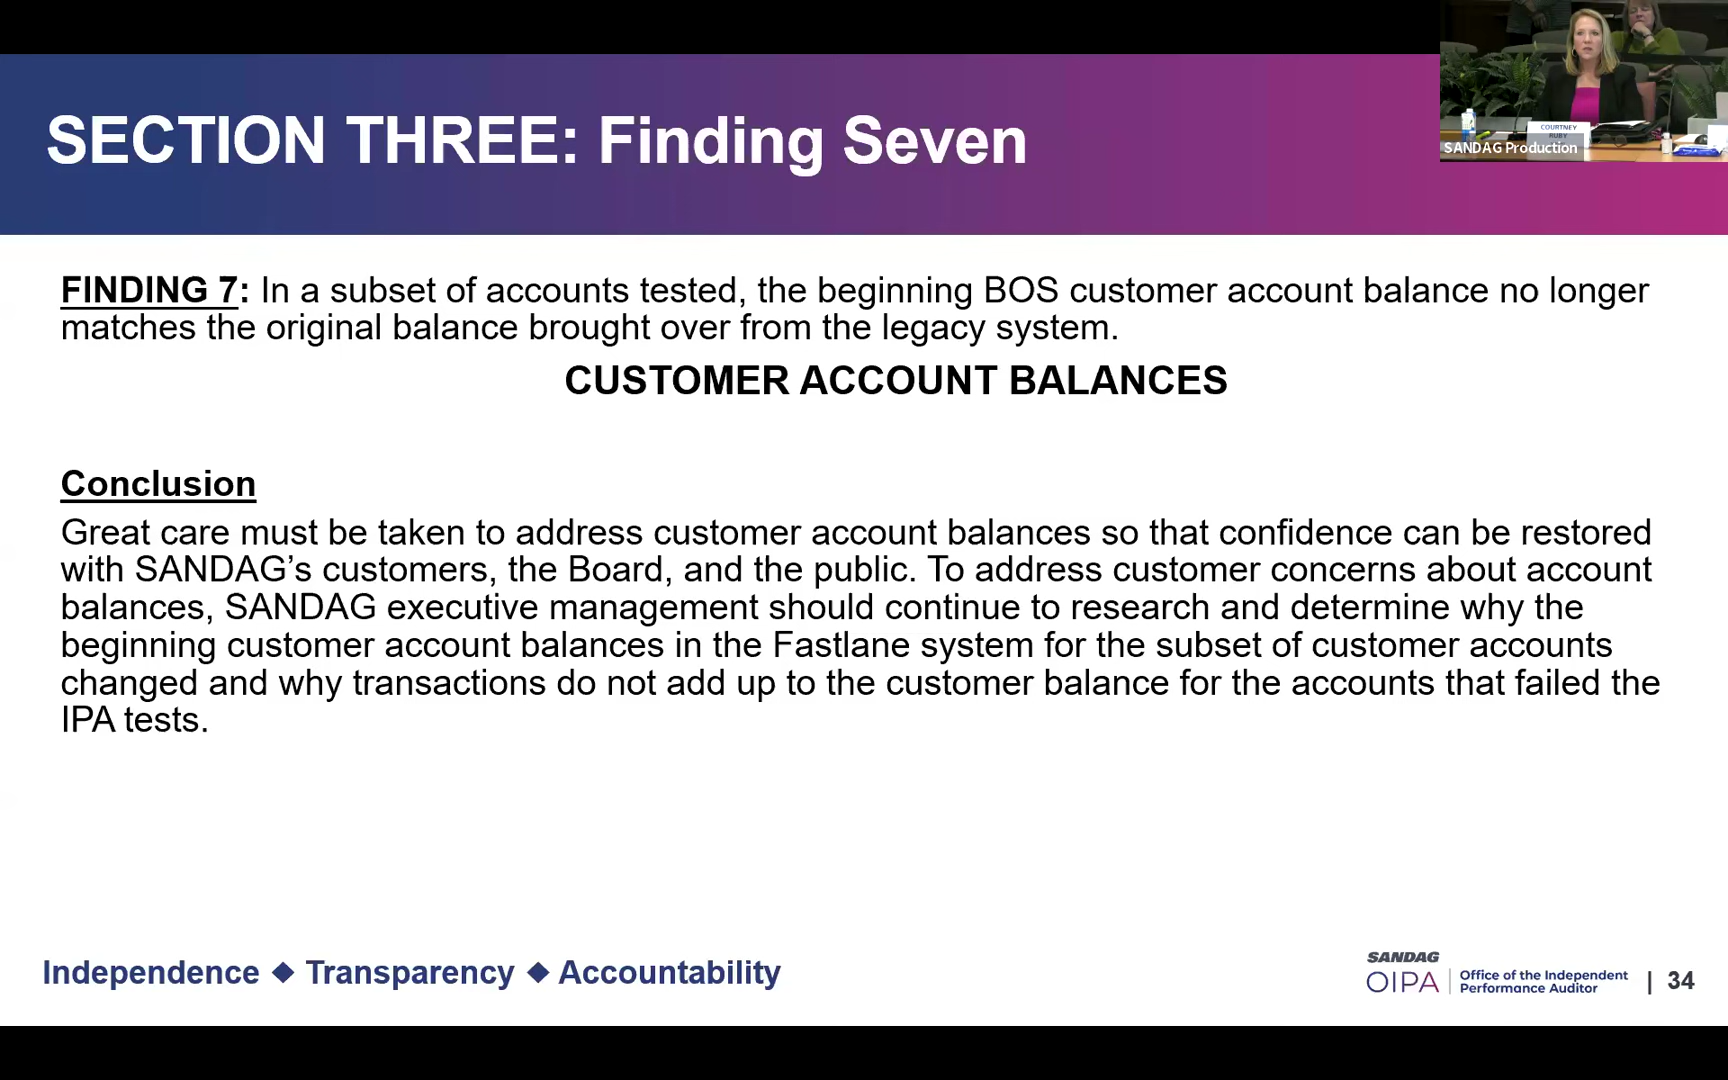 SECTION THREE: Finding Seven
COURTNEY
RUBY
SANDAG Production
FINDING 7: In a subset of accounts tested, the beginning BOS customer account balance no longer
matches the original balance brought over from the legacy system.
CUSTOMER ACCOUNT BALANCES
Conclusion
Great care must be taken to address customer account balances so that confidence can be restored
with SANDAG’s customers, the Board, and the public. To address customer concerns about account
balances, SANDAG executive management should continue to research and determine why the
beginning customer account balances in the Fastlane system for the subset of customer accounts
changed and why transactions do not add up to the customer balance for the accounts that failed the
IPA tests.
Independence ◆ Transparency ◆ Accountability
SANDAG
OIPA
Office of the Independent
Performance Auditor
| 34